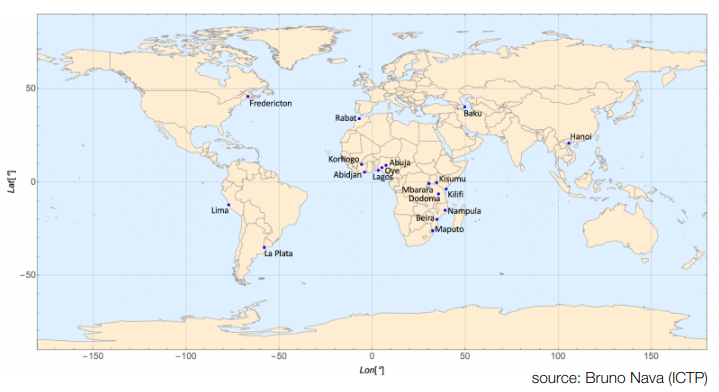 50
0
−50
Lat[°]
Fredericton
Rabat
Baku
Hanoi
Korhogo
Abuja
Abidjan
Oye
Lagos
Kisumu
Mbarara
Kilifi
Dodoma
Lima
Nampula
Beira
Maputo
La Plata
−150
−100
−50
0
50
100
150
Lon[°]
source: Bruno Nava (ICTP)